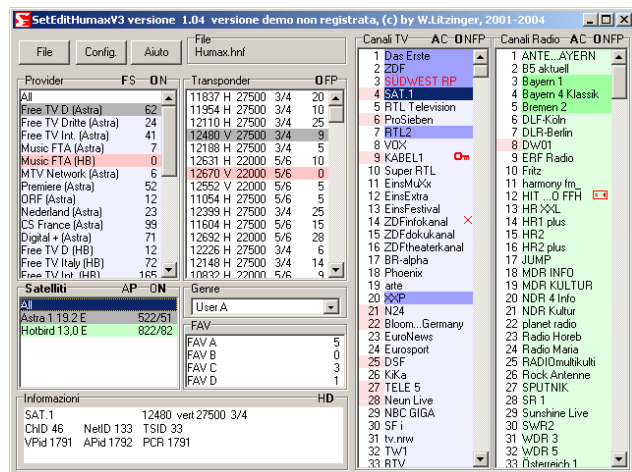 SetEditHumaxV3 versione 1.04 versione demo non registrata, (c) by W.Litzinger, 2001-2004
File
Config.
Aiuto
File
Humax.hnf
Provider FS ON
All
Free TV D (Astra) 62
Free TV Dritte (Astra) 24
Free TV Int. (Astra) 41
Music FTA (Astra) 7
Music FTA (HB) 0
MTV Network (Astra) 6
Premiere (Astra) 52
ORF (Astra) 12
Nederland (Astra) 23
CS France (Astra) 99
Digital + (Astra) 71
Free TV D (HB) 12
Free TV Italy (HB) 72
Free TV Int. (HB) 165
Transponder OFP
11837 H 27500 3/4 20
11954 H 27500 3/4 10
12110 H 27500 3/4 25
12480 V 27500 3/4 9
12188 H 27500 3/4 5
12631 H 22000 5/6 10
12670 V 22000 5/6 0
12552 V 22000 5/6 5
11054 H 27500 5/6 5
12399 H 27500 3/4 25
11604 H 27500 5/6 15
12692 H 22000 5/6 28
12226 H 27500 3/4 6
12148 H 27500 3/4 14
10832 H 22000 5/6 9
Satelliti AP ON
All
Astra 1 19.2 E 522/51
Hotbird 13,0 E 822/82
Genre
User A
FAV
FAV A 5
FAV B 0
FAV C 3
FAV D 1
Informazioni HD
SAT.1 12480 vert 27500 3/4
ChID 46 NetID 133 TSID 33
VPid 1791 APid 1792 PCR 1791
Canali TV AC ONFP
1 Das Erste
2 ZDF
3 SÜDWEST RP
4 SAT.1
5 RTL Television
6 ProSieben
7 RTL2
8 VOX
9 KABEL1
10 Super RTL
11 EinsMuXx
12 EinsExtra
13 EinsFestival
14 ZDFinfokanal
15 ZDFdokukanal
16 ZDFtheaterkanal
17 BR-alpha
18 Phoenix
19 arte
20 XXP
21 N24
22 Bloom...Germany
23 EuroNews
24 Eurosport
25 DSF
26 KiKa
27 TELE 5
28 Neun Live
29 NBC GIGA
30 SF i
31 tv.nrw
32 TW1
33 RTV
Canali Radio AC ONFP
1 ANTE...AYERN
2 B5 aktuell
3 Bayern 1
4 Bayern 4 Klassik
5 Bremen 2
6 DLF-Köln
7 DLR-Berlin
8 DW01
9 ERF Radio
10 Fritz
11 harmony fm_
12 HIT ...O FFH
13 HR XXL
14 HR1 plus
15 HR2
16 HR2 plus
17 JUMP
18 MDR INFO
19 MDR KULTUR
20 NDR 4 Info
21 NDR Kultur
22 planet radio
23 Radio Horeb
24 Radio Maria
25 RADIOmultikulti
26 Rock Antenne
27 SPUTNIK
28 SR 1
29 Sunshine Live
30 SWR2
31 WDR 3
32 WDR 5
33 Österreich 1